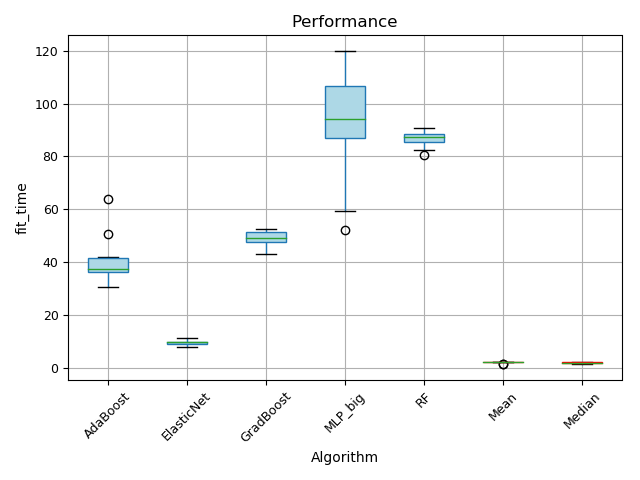 Performance
120
100
80
60
40
20
0
fit_time
AdaBoost
ElasticNet
GradBoost
MLP_big
RF
Mean
Median
Algorithm